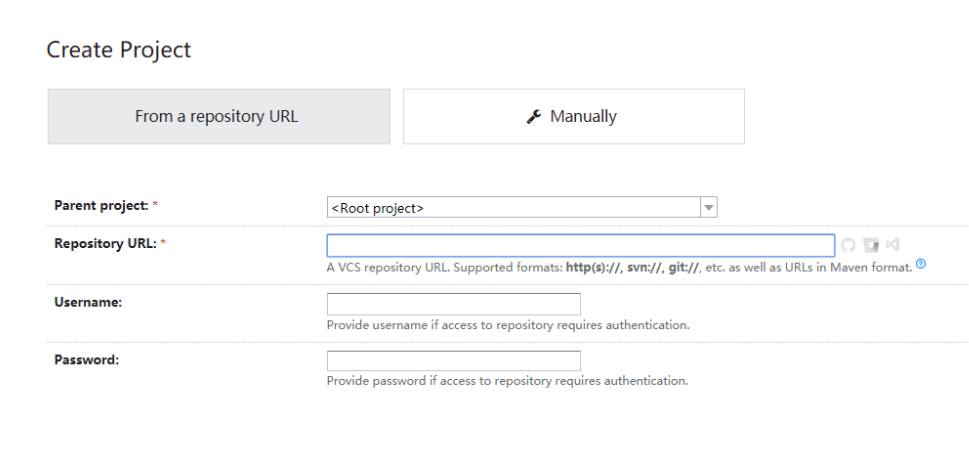 Create Project
From a repository URL
Manually
Parent project: *
<Root project>
Repository URL: *
A VCS repository URL. Supported formats: http(s)://, svn://, git://, etc. as well as URLs in Maven format. ?
Username:
Provide username if access to repository requires authentication.
Password:
Provide password if access to repository requires authentication.